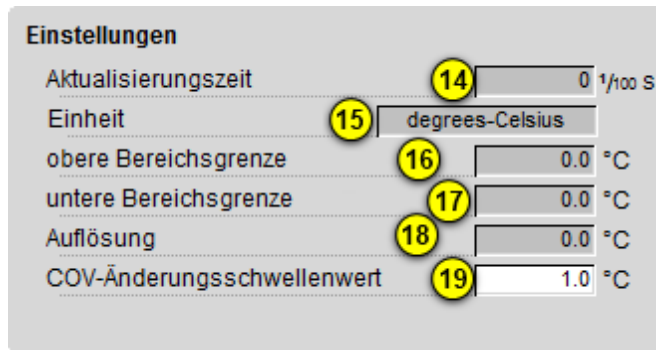 Einstellungen
Aktualisierungszeit 14 0 1/100 S
Einheit 15 degrees-Celsius
obere Bereichsgrenze 16 0.0 °C
untere Bereichsgrenze 17 0.0 °C
Auflösung 18 0.0 °C
COV-Änderungsschwellenwert 19 1.0 °C